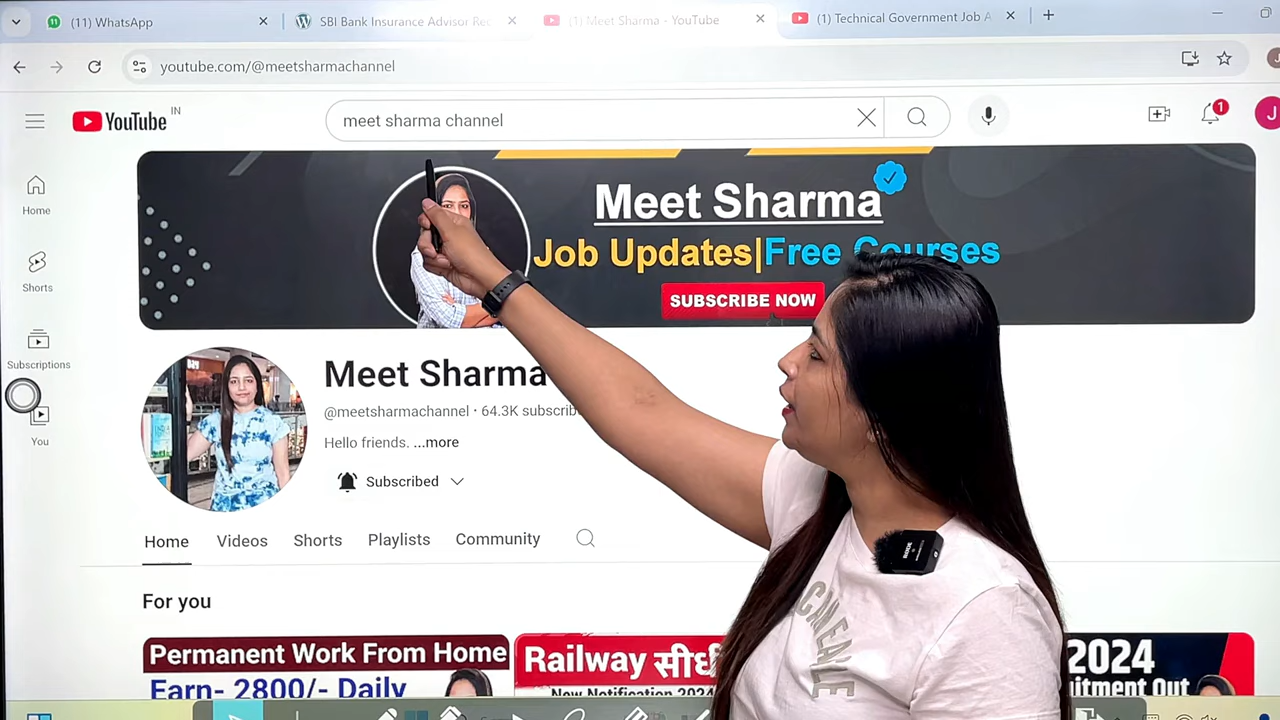 (11) WhatsApp
SBI Bank Insurance Advisor Rec
(1) Meet Sharma - YouTube
(1) Technical Government Job A
youtube.com/@meetsharmachannel
YouTube IN
meet sharma channel
1
J
Home
Shorts
Subscriptions
You
Meet Sharma
Job Updates|Free Courses
SUBSCRIBE NOW
Meet Sharma
@meetsharmachannel · 64.3K subscrib
Hello friends. ...more
Subscribed
Home
Videos
Shorts
Playlists
Community
For you
Permanent Work From Home
Earn- 2800/- Daily
Railway
New Notification 2024
2024
Out
RODE